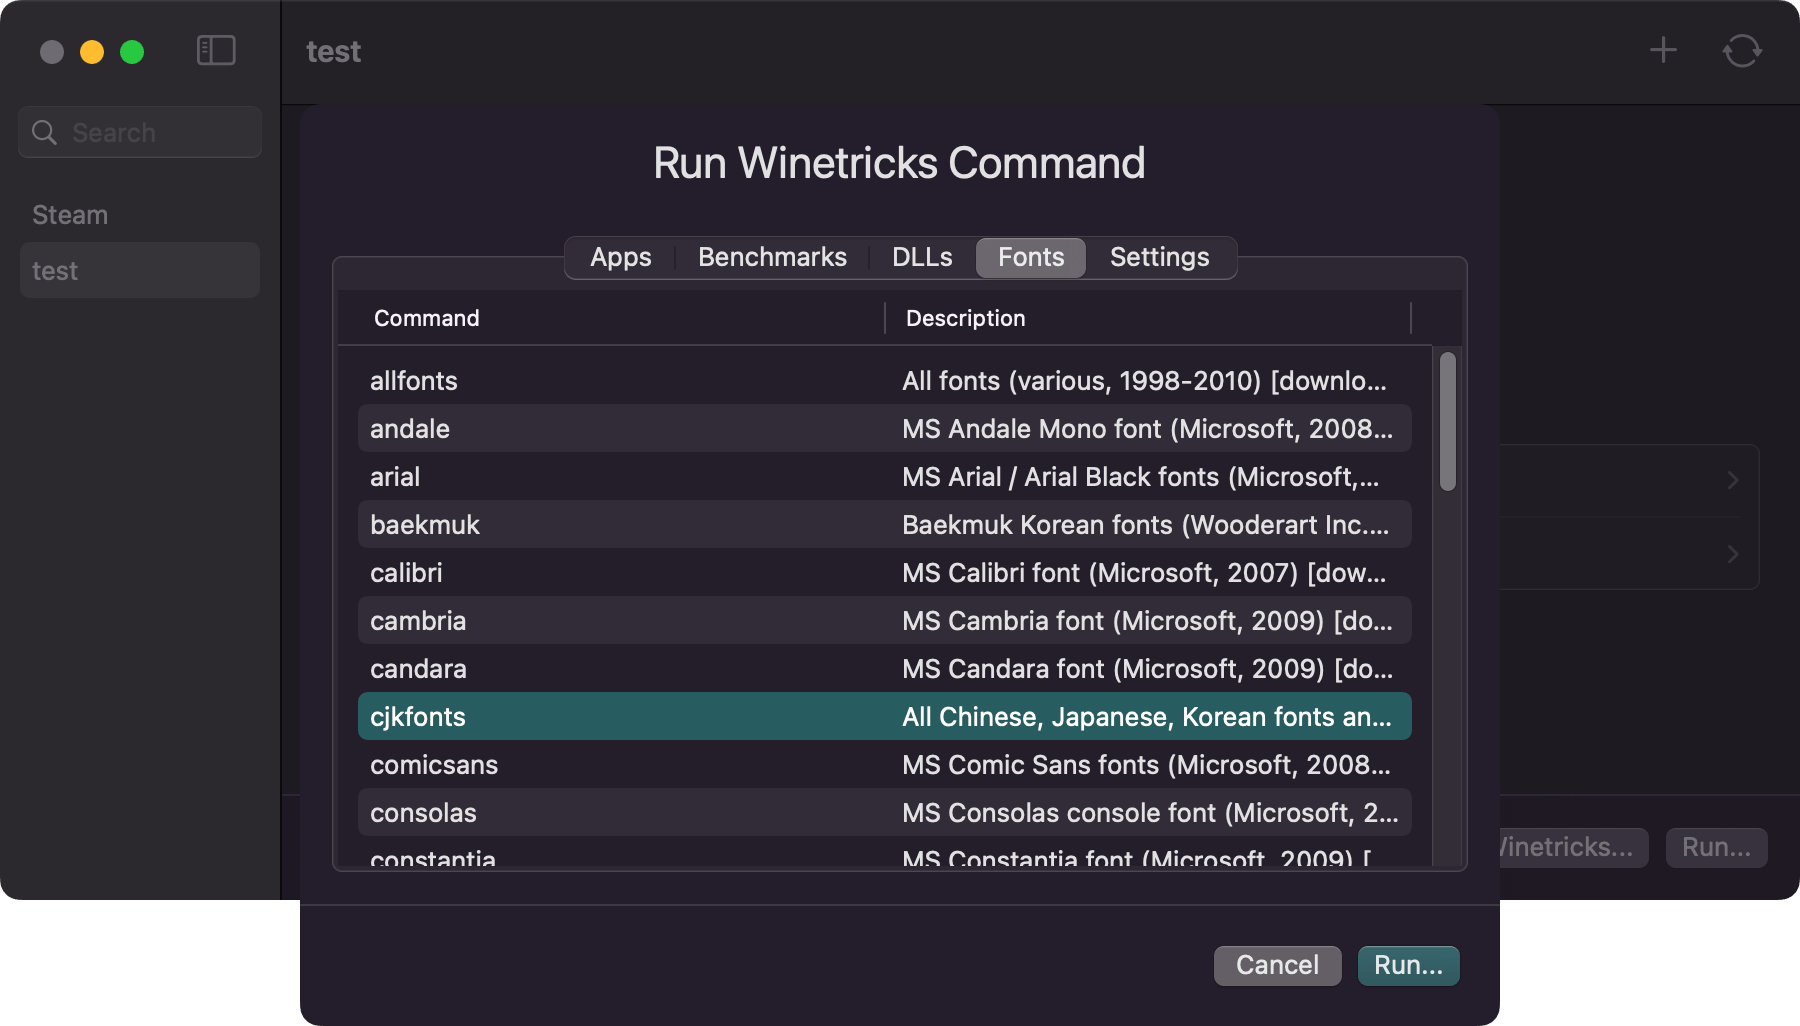 test
Search
Steam
test
Run Winetricks Command
Apps Benchmarks DLLs Fonts Settings
Command Description
allfonts All fonts (various, 1998-2010) [downlo...
andale MS Andale Mono font (Microsoft, 2008...
arial MS Arial / Arial Black fonts (Microsoft,...
baekmuk Baekmuk Korean fonts (Wooderart Inc....
calibri MS Calibri font (Microsoft, 2007) [dow...
cambria MS Cambria font (Microsoft, 2009) [do...
candara MS Candara font (Microsoft, 2009) [do...
cjkfonts All Chinese, Japanese, Korean fonts an...
comicsans MS Comic Sans fonts (Microsoft, 2008...
consolas MS Consolas console font (Microsoft, 2...
constantia MS Constantia font (Microsoft, 2009) [
Winetricks... Run...
Cancel Run...